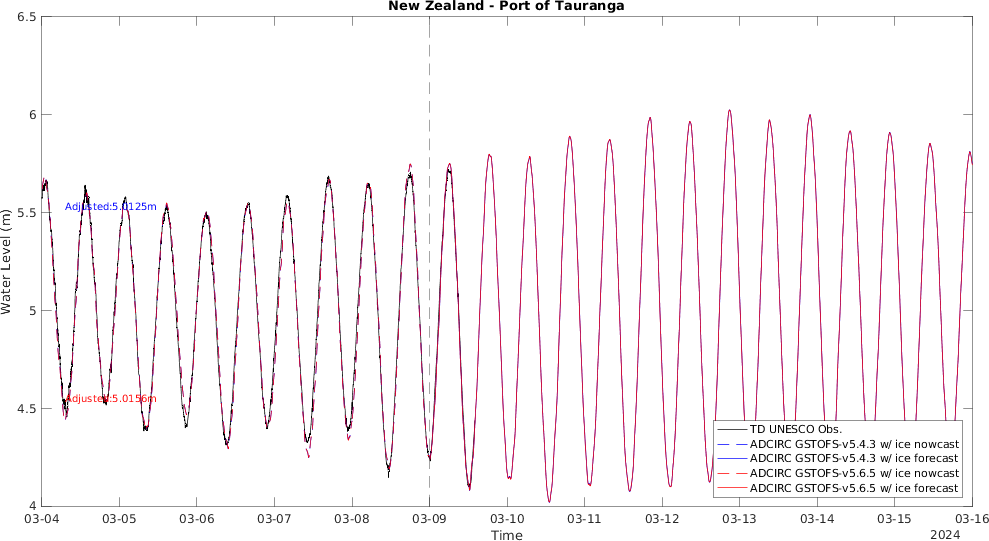 New Zealand - Port of Tauranga
6.5
6
5.5
5
4.5
4
Water Level (m)
Adjusted:5.0125m
Adjusted:5.0156m
TD UNESCO Obs.
ADCIRC GSTOFS-v5.4.3 w/ ice nowcast
ADCIRC GSTOFS-v5.4.3 w/ ice forecast
ADCIRC GSTOFS-v5.6.5 w/ ice nowcast
ADCIRC GSTOFS-v5.6.5 w/ ice forecast
03-04 03-05 03-06 03-07 03-08 03-09 03-10 03-11 03-12 03-13 03-14 03-15 03-16
Time
2024